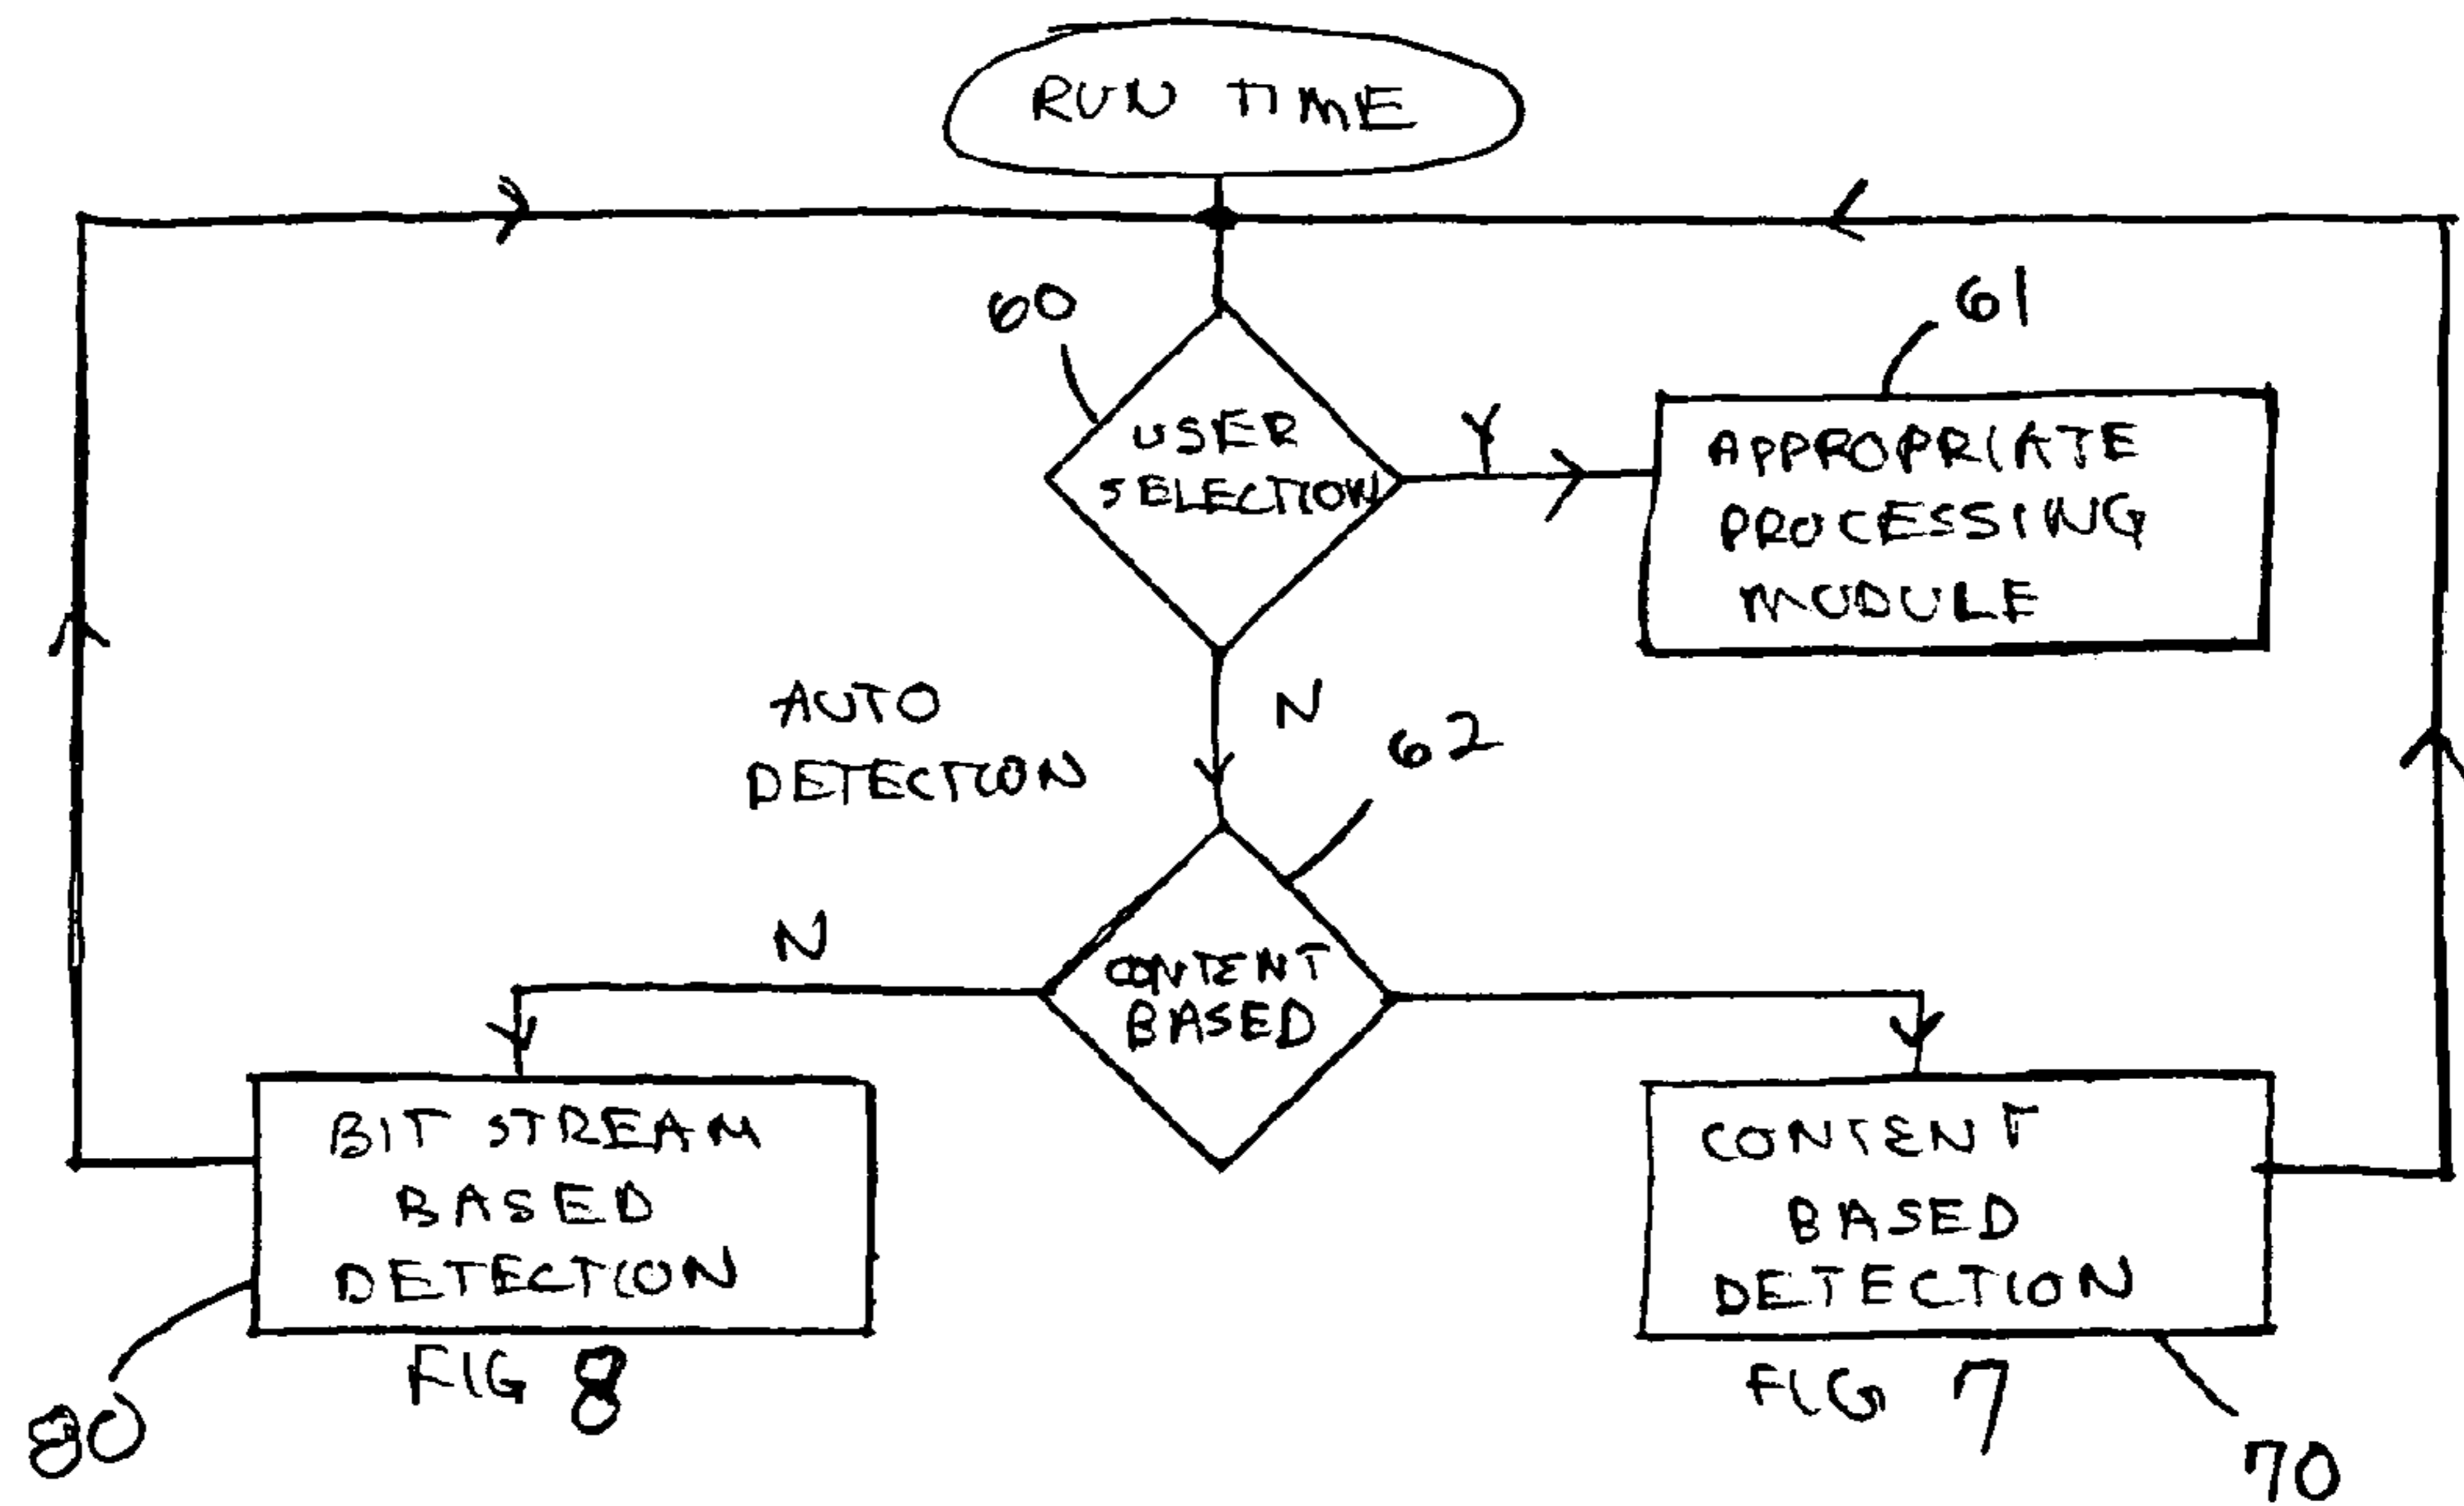 RUN TIME
60
61
USER
SELECTION
Y
APPROPRIATE
PROCESSING
MODULE
AUTO
DETECTION
N
62
N
CONTENT
BASED
BIT STREAM
BASED
DETECTION
CONTENT
BASED
DETECTION
FIG 8
FIG 7
80
70